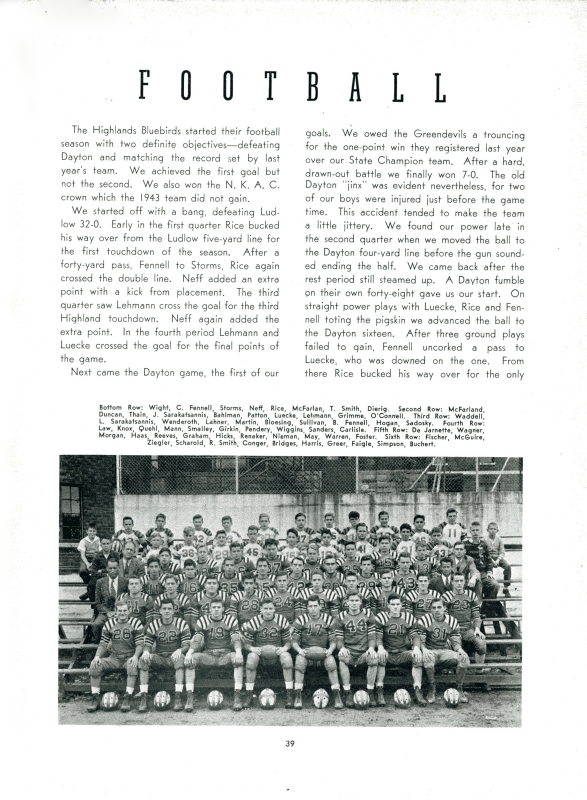 FOOTBALL
The Highlands Bluebirds started their football
season with two definite objectives—defeating
Dayton and matching the record set by last
year's team. We achieved the first goal but
not the second. We also won the N. K. A. C.
crown which the 1943 team did not gain.
We started off with a bang, defeating Lud-
low 32-0. Early in the first quarter Rice bucked
his way over from the Ludlow five-yard line for
the first touchdown of the season. After a
forty-yard pass, Fennell to Storms, Rice again
crossed the double line. Neff added an extra
point with a kick from placement. The third
quarter saw Lehmann cross the goal for the third
Highland touchdown. Neff again added the
extra point. In the fourth period Lehmann and
Luecke crossed the goal for the final points of
the game.
Next came the Dayton game, the first of our
goals. We owed the Greendevils a trouncing
for the one-point win they registered last year
over our State Champion team. After a hard,
drawn-out battle we finally won 7-0. The old
Dayton "jinx" was evident nevertheless, for two
of our boys were injured just before the game
time. This accident tended to make the team
a little jittery. We found our power late in
the second quarter when we moved the ball to
the Dayton four-yard line before the gun sound-
ed ending the half. We came back after the
rest period still steamed up. A Dayton fumble
on their own forty-eight gave us our start. On
straight power plays with Luecke, Rice and Fen-
nell toting the pigskin we advanced the ball to
the Dayton sixteen. After three ground plays
failed to gain, Fennell uncorked a pass to
Luecke, who was downed on the one. From
there Rice bucked his way over for the only
Bottom Row: Wight, C. Fennell, Storms, Neff, Rice, McFarlan, T. Smith, Dierig. Second Row: McFarland,
Duncan, Thain, J. Sarakatsannis, Bahlman, Patton, Luecke, Lehmann, Grimme, O'Connell. Third Row: Waddell,
L. Sarakatsannis, Wenderoth, Lahner, Martin, Bloesing, Sullivan, B. Fennell, Hogan, Sadosky. Fourth Row:
Law, Knox, Quehl, Mann, Smalley, Girkin, Pendery, Wiggins, Sanders, Carlisle. Fifth Row: De Jarnette, Wagner,
Morgan, Haas, Reeves, Graham, Hicks, Renaker, Nieman, May, Warren, Foster. Sixth Row: Fischer, McGuire,
Ziegler, Scharold, R. Smith, Conger, Bridges, Harris, Greer, Faigle, Simpson, Buchert.
26 22 19 32 17 44 21 31
39